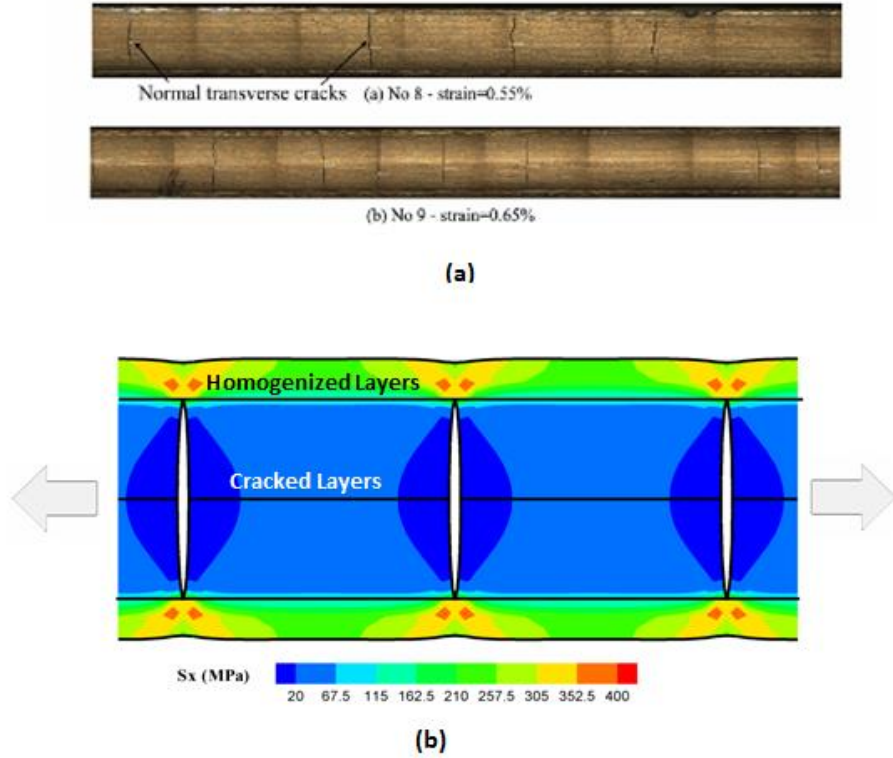 Normal transverse cracks (a) No 8 - strain=0.55%
(b) No 9 - strain=0.65%
(a)
Homogenized Layers
Cracked Layers
Sx (MPa)
20 67.5 115 162.5 210 257.5 305 352.5 400
(b)